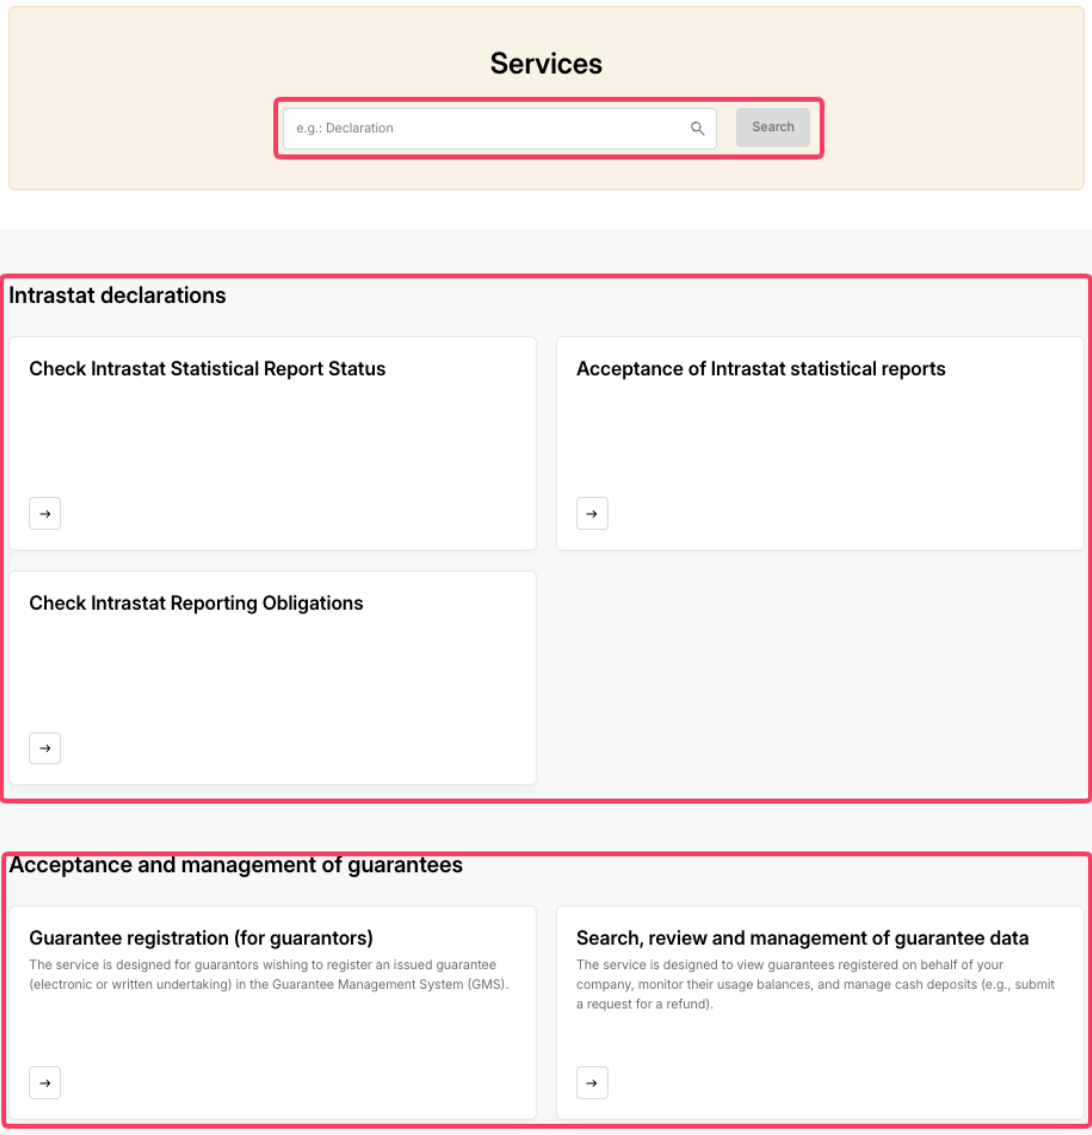 Services
e.g.: Declaration
Search
Intrastat declarations
Check Intrastat Statistical Report Status
Acceptance of Intrastat statistical reports
Check Intrastat Reporting Obligations
Acceptance and management of guarantees
Guarantee registration (for guarantors)
The service is designed for guarantors wishing to register an issued guarantee
(electronic or written undertaking) in the Guarantee Management System (GMS).
Search, review and management of guarantee data
The service is designed to view guarantees registered on behalf of your
company, monitor their usage balances, and manage cash deposits (e.g., submit
a request for a refund).